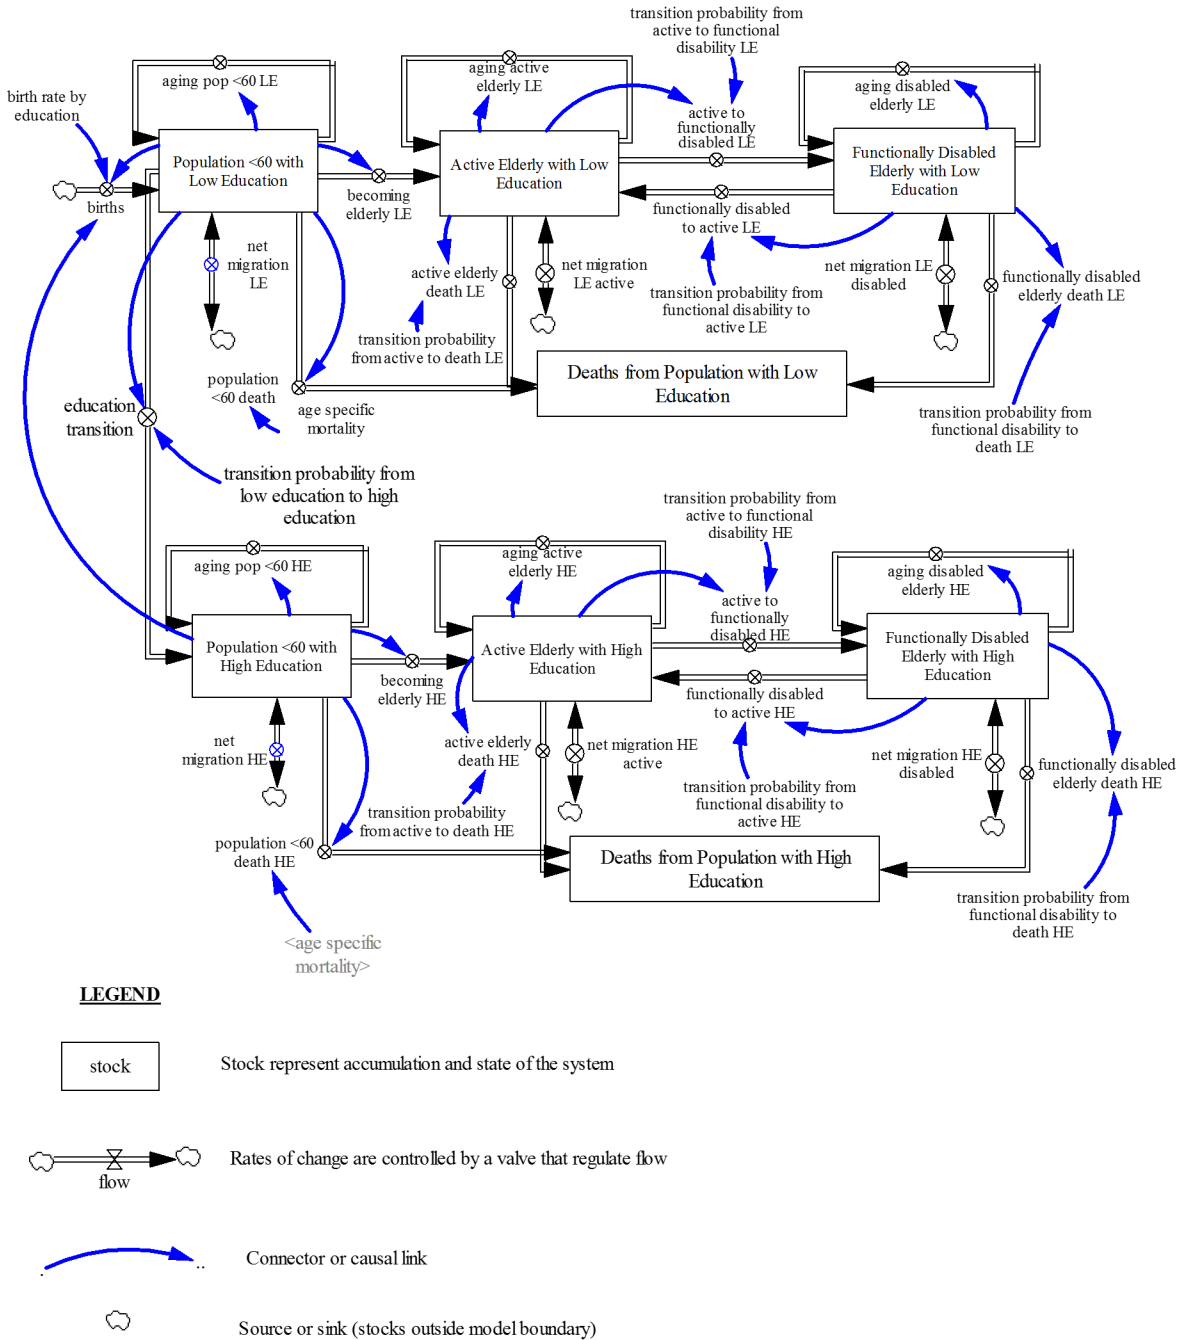 transition probability from
active to functional
disability LE
aging pop <60 LE
aging active
elderly LE
aging disabled
elderly LE
birth rate by
education
active to
functionally
disabled LE
Population <60 with
Low Education
Active Elderly with Low
Education
Functionally Disabled
Elderly with Low
Education
births
becoming
elderly LE
functionally disabled
to active LE
net
migration
LE
active elderly
death LE
net migration
LE active
net migration LE
disabled
functionally disabled
elderly death LE
transition probability from
functional disability to
active LE
transition probability
from active to death LE
population
<60 death
age specific
mortality
Deaths from Population with Low
Education
education
transition
transition probability from
functional disability to
death LE
transition probability from
low education to high
education
transition probability from
active to functional
disability HE
aging pop <60 HE
aging active
elderly HE
aging disabled
elderly HE
active to
functionally
disabled HE
Population <60 with
High Education
Active Elderly with High
Education
Functionally Disabled
Elderly with High
Education
becoming
elderly HE
functionally disabled
to active HE
net
migration HE
active elderly
death HE
net migration HE
active
net migration HE
disabled
functionally disabled
elderly death HE
transition probability from
functional disability to
active HE
transition probability
from active to death HE
population <60
death HE
Deaths from Population with High
Education
transition probability from
functional disability to
death HE
<age specific
mortality>
LEGEND
stock
Stock represent accumulation and state of the system
flow
Rates of change are controlled by a valve that regulate flow
Connector or causal link
Source or sink (stocks outside model boundary)